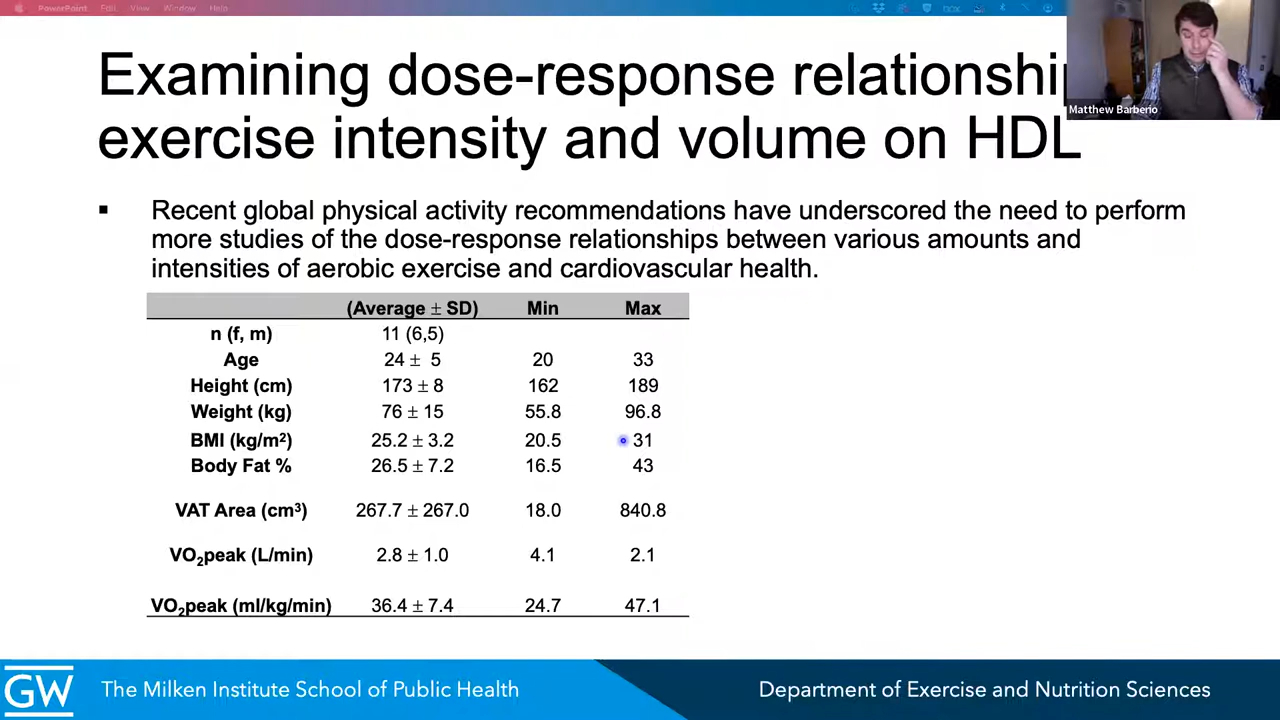 PowerPoint Edit View Window Help
Examining dose-response relationshi
exercise intensity and volume on HDL
Matthew Barberio
▪ Recent global physical activity recommendations have underscored the need to perform
more studies of the dose-response relationships between various amounts and
intensities of aerobic exercise and cardiovascular health.
(Average ± SD) Min Max
n (f, m) 11 (6,5)
Age 24 ± 5 20 33
Height (cm) 173 ± 8 162 189
Weight (kg) 76 ± 15 55.8 96.8
BMI (kg/m²) 25.2 ± 3.2 20.5 31
Body Fat % 26.5 ± 7.2 16.5 43
VAT Area (cm³) 267.7 ± 267.0 18.0 840.8
VO₂peak (L/min) 2.8 ± 1.0 4.1 2.1
VO₂peak (ml/kg/min) 36.4 ± 7.4 24.7 47.1
GW The Milken Institute School of Public Health Department of Exercise and Nutrition Sciences